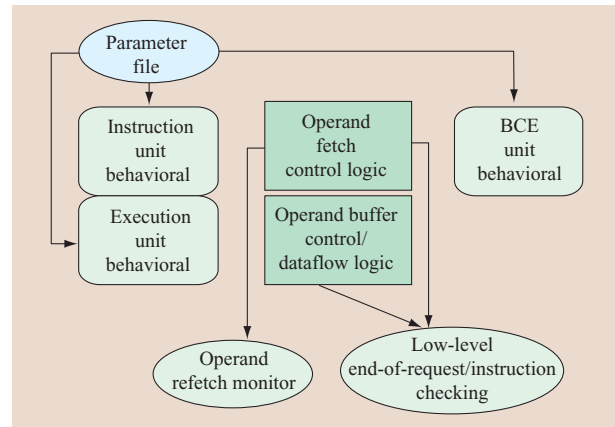 Parameter
file
Instruction
unit
behavioral
Execution
unit
behavioral
Operand
fetch
control logic
Operand buffer
control/
dataflow logic
BCE
unit
behavioral
Operand
refetch monitor
Low-level
end-of-request/instruction
checking